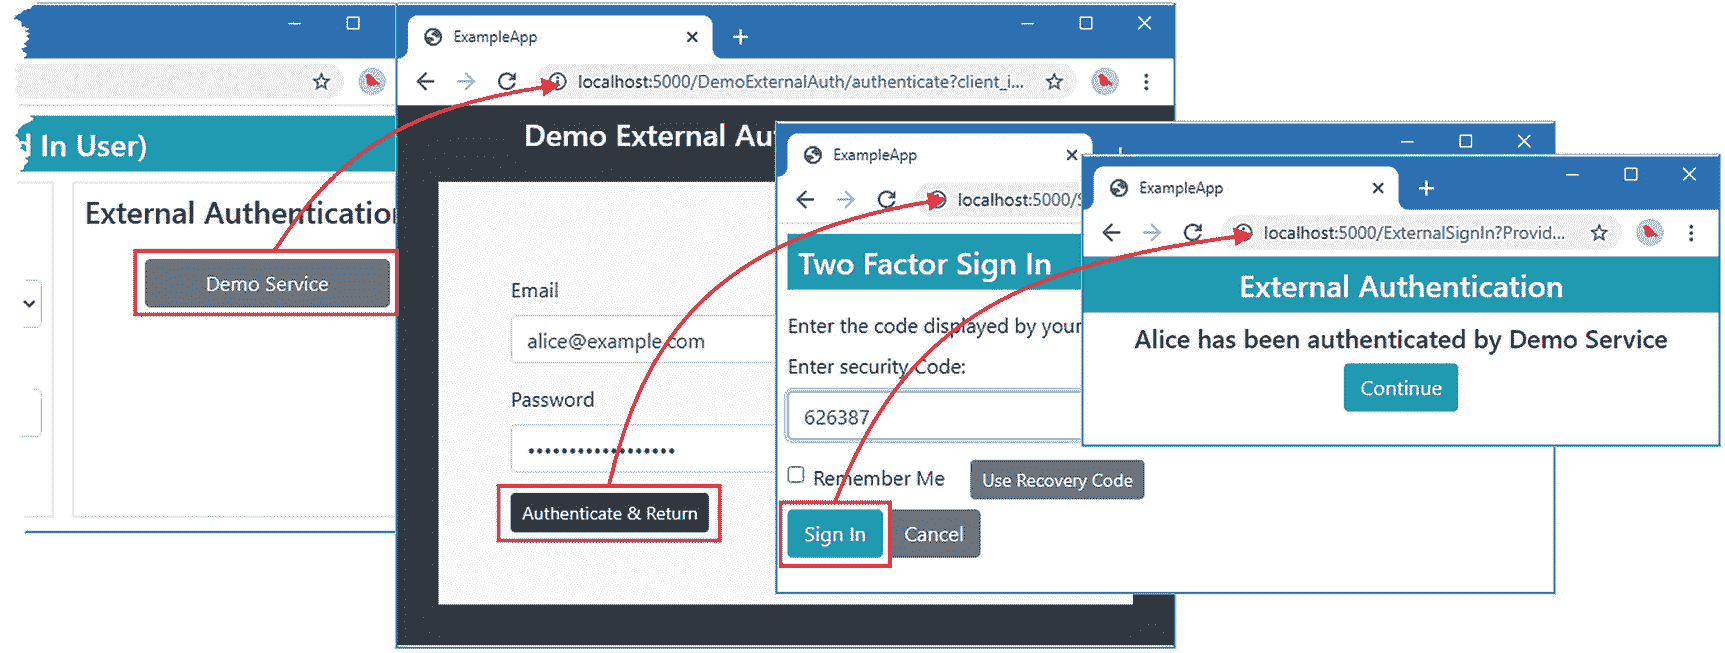 d In User)
External Authentication
Demo Service
ExampleApp
localhost:5000/DemoExternalAuth/authenticate?client_i...
Demo External Au
Email
alice@example.com
Password
Authenticate & Return
ExampleApp
localhost:5000/S
Two Factor Sign In
Enter the code displayed by your
Enter security Code:
626387
Remember Me
Use Recovery Code
Sign In
Cancel
ExampleApp
localhost:5000/ExternalSignIn?Provid...
External Authentication
Alice has been authenticated by Demo Service
Continue